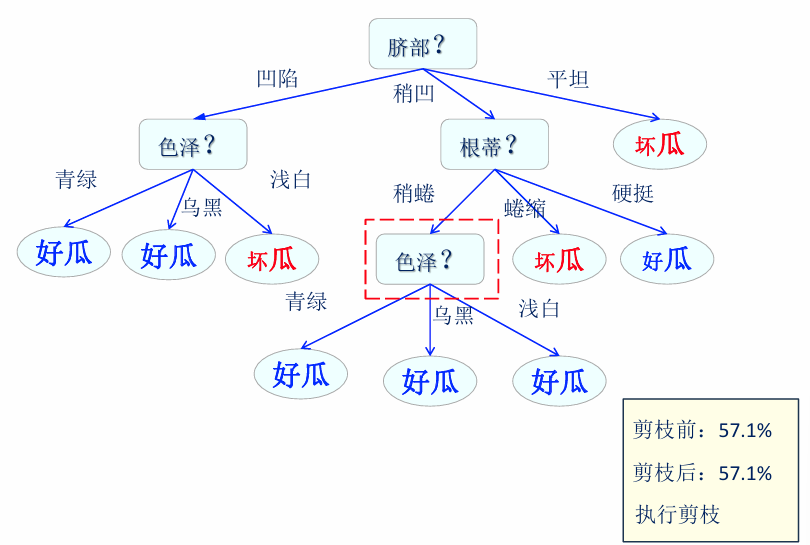 脐部？
凹陷
稍凹
平坦
色泽？
根蒂？
坏瓜
青绿
乌黑
浅白
稍蜷
蜷缩
硬挺
好瓜
好瓜
坏瓜
色泽？
坏瓜
好瓜
青绿
乌黑
浅白
好瓜
好瓜
好瓜
剪枝前：57.1%
剪枝后：57.1%
执行剪枝